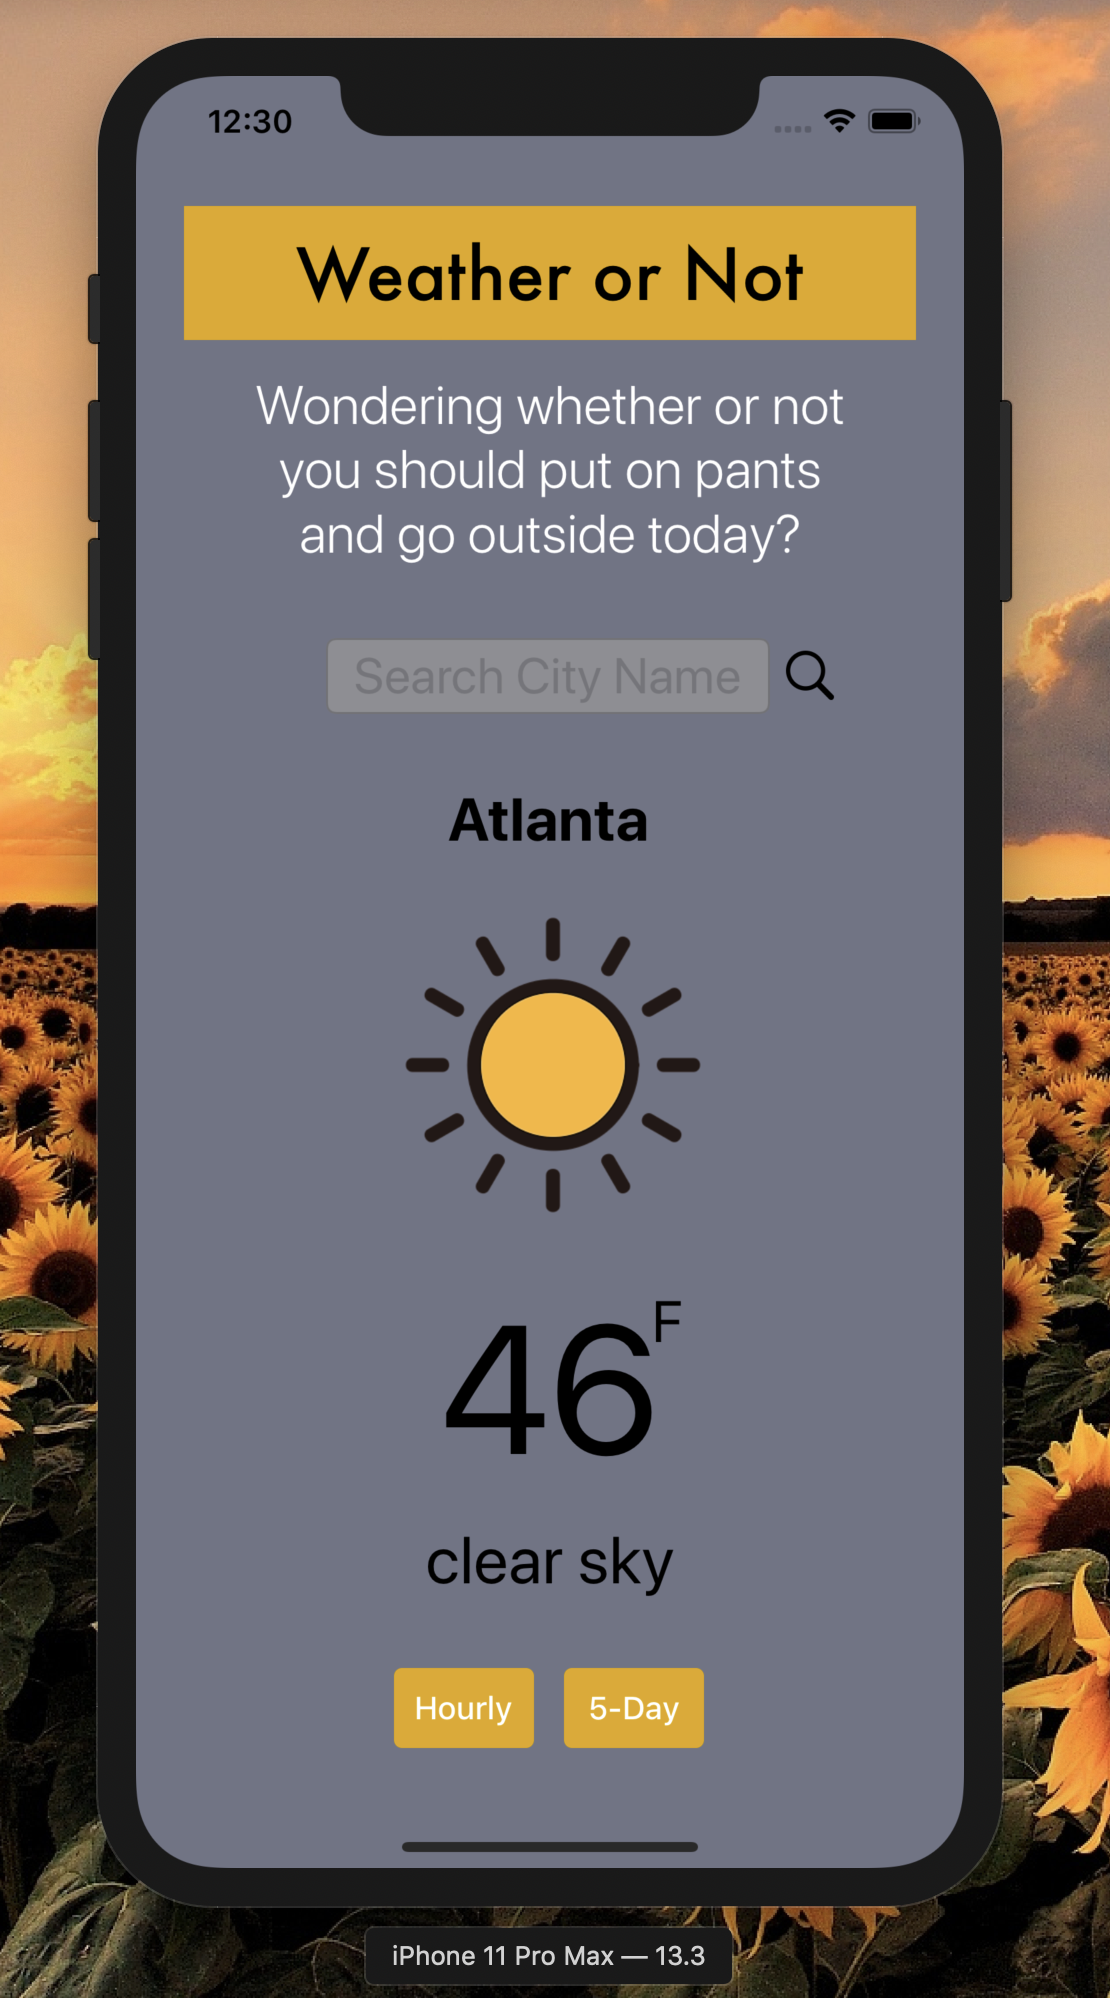 12:30
Weather or Not
Wondering whether or not
you should put on pants
and go outside today?
Search City Name
Atlanta
46F
clear sky
Hourly 5-Day
iPhone 11 Pro Max — 13.3